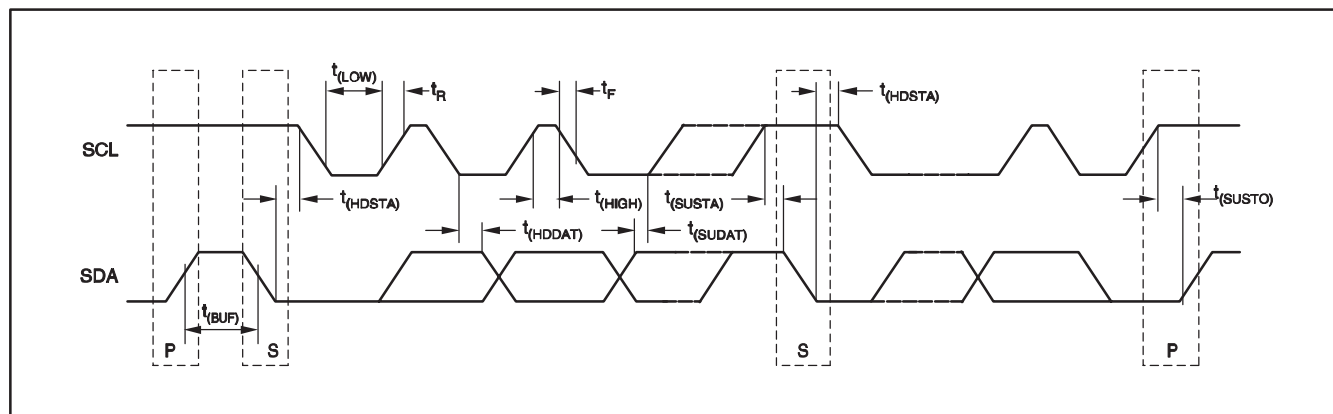 t(LOW)
tR
tF
t(HDSTA)
SCL
t(HDSTA)
t(HIGH)
t(SUSTA)
t(SUSTO)
t(HDDAT)
t(SUDAT)
SDA
t(BUF)
P
S
S
P